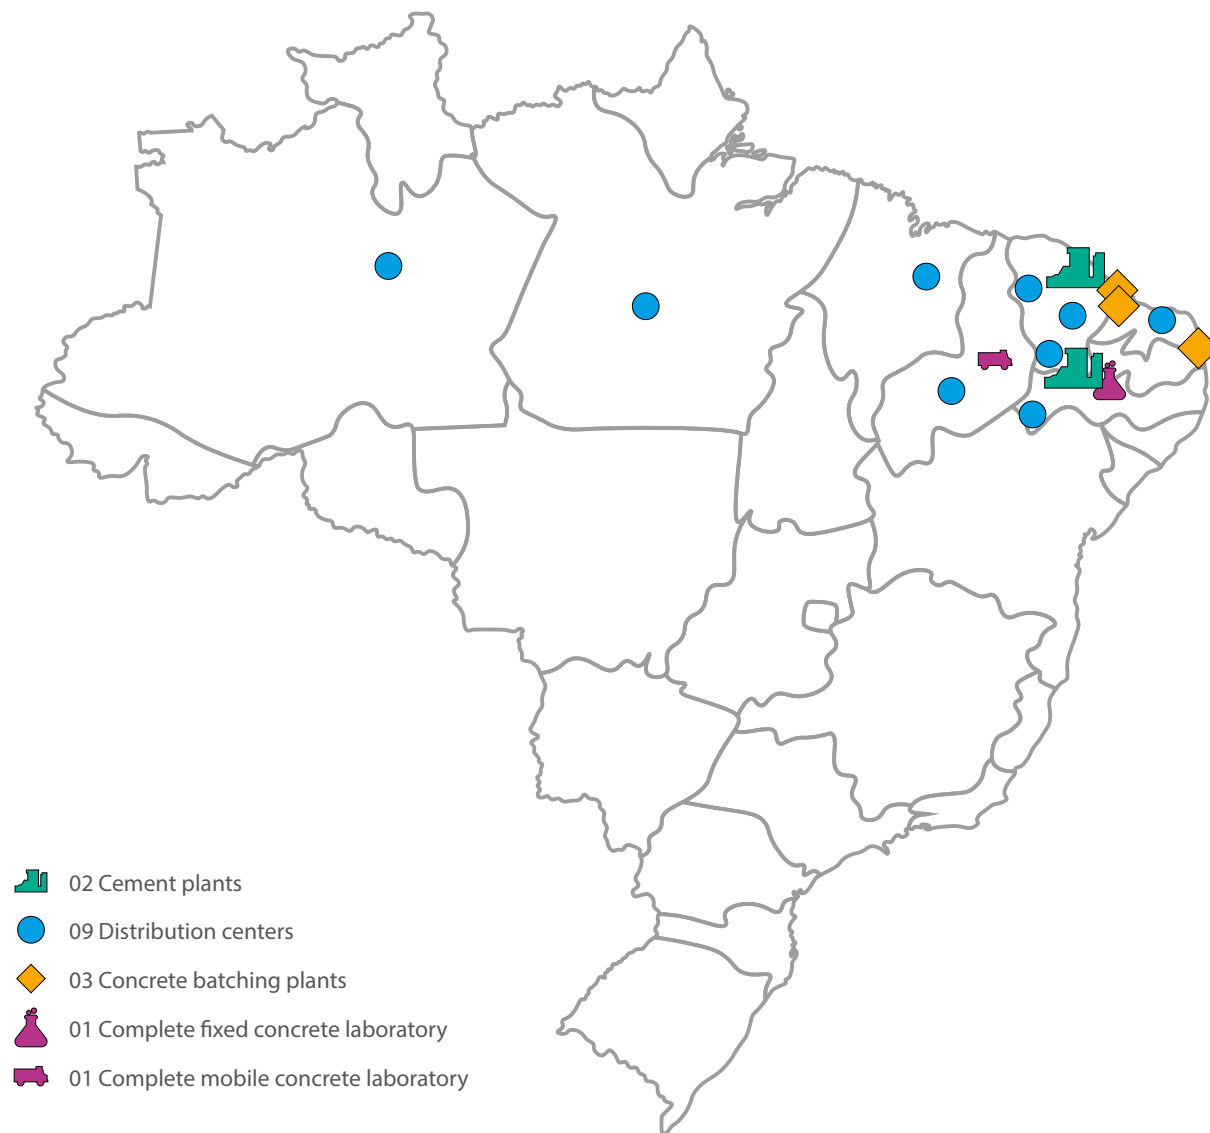 02 Cement plants
09 Distribution centers
03 Concrete batching plants
01 Complete fixed concrete laboratory
01 Complete mobile concrete laboratory